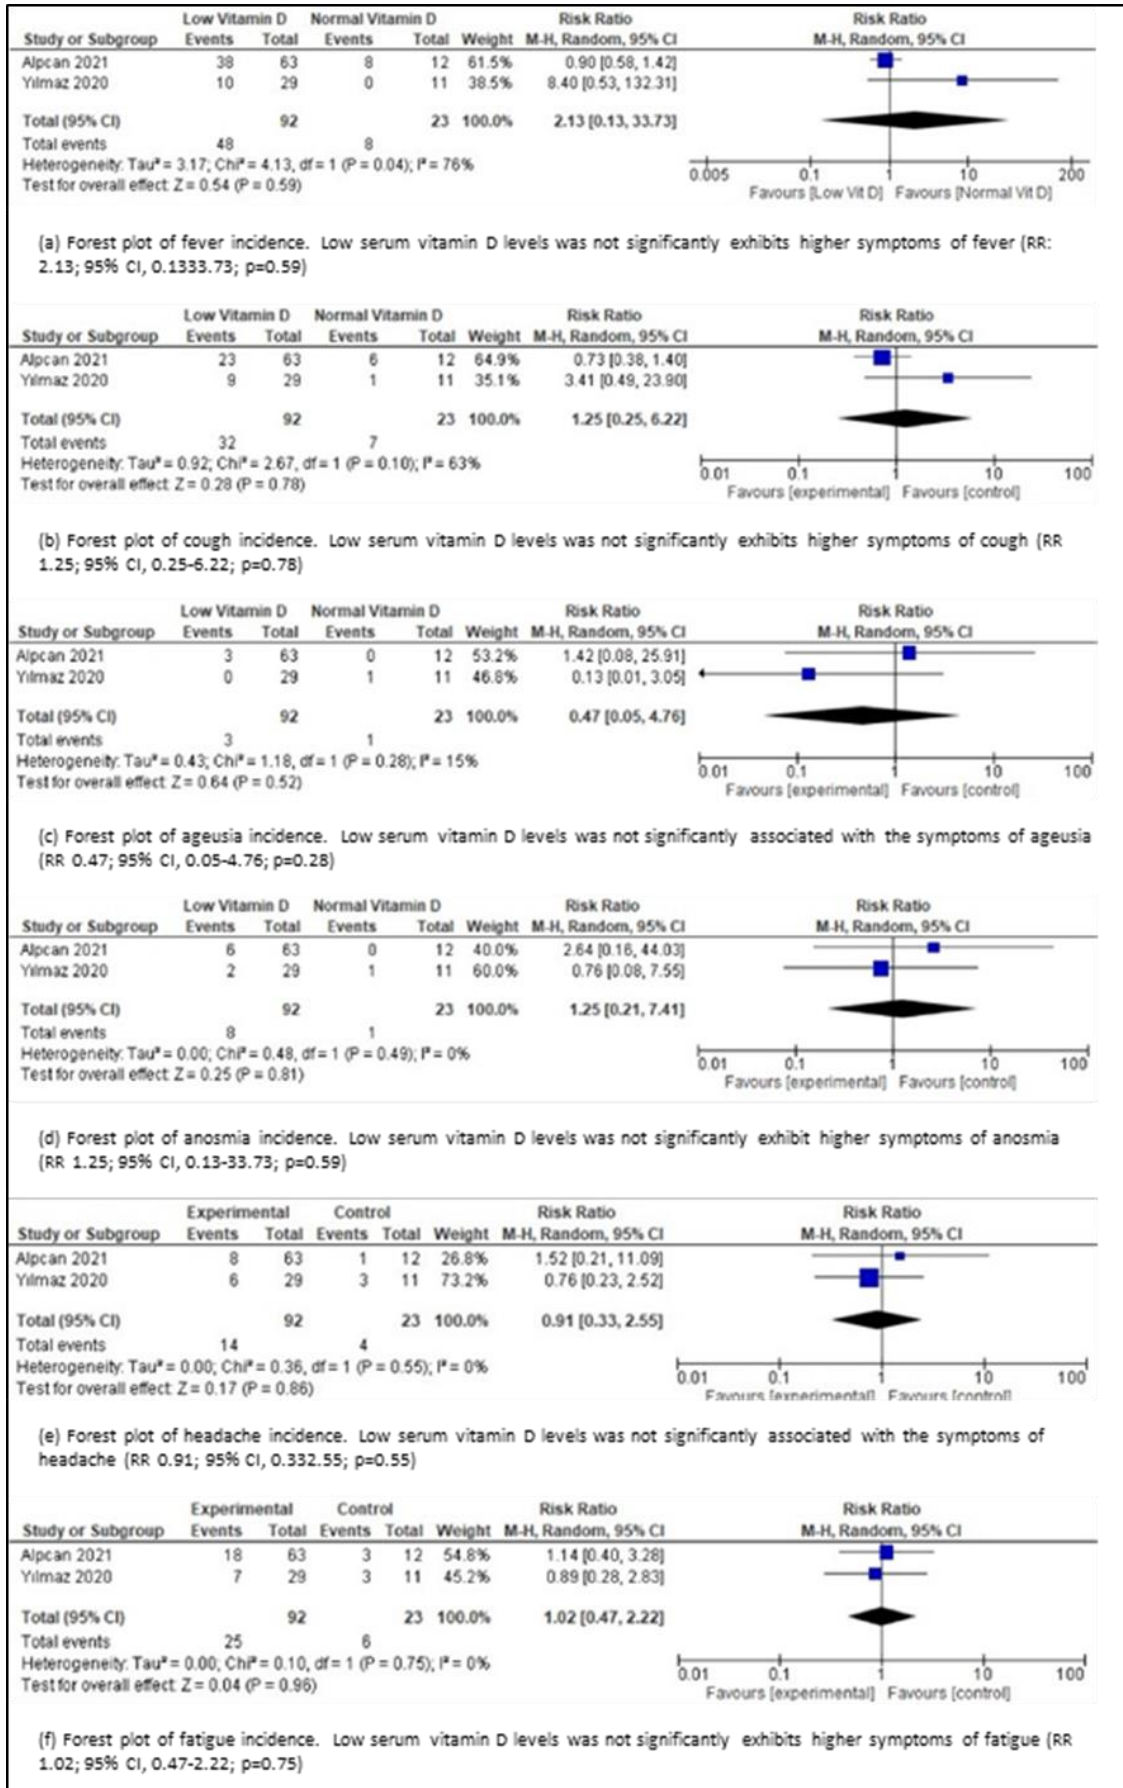 Low Vitamin D Normal Vitamin D Risk Ratio Risk Ratio
Study or Subgroup Events Total Events Total Weight M-H, Random, 95% CI M-H, Random, 95% CI
Alpcan 2021 38 63 8 12 61.5% 0.90 [0.58, 1.42]
Yılmaz 2020 10 29 0 11 38.5% 8.40 [0.53, 132.31]
Total (95% CI) 92 23 100.0% 2.13 [0.13, 33.73]
Total events 48 8
Heterogeneity: Tau² = 3.17; Chi² = 4.13, df = 1 (P = 0.04); I² = 76%
Test for overall effect: Z = 0.54 (P = 0.59)
0.005 0.1 1 10 200
Favours [Low Vit D] Favours [Normal Vit D]
(a) Forest plot of fever incidence. Low serum vitamin D levels was not significantly exhibits higher symptoms of fever (RR:
2.13; 95% CI, 0.1333.73; p=0.59)
Low Vitamin D Normal Vitamin D Risk Ratio Risk Ratio
Study or Subgroup Events Total Events Total Weight M-H, Random, 95% CI M-H, Random, 95% CI
Alpcan 2021 23 63 6 12 64.9% 0.73 [0.38, 1.40]
Yılmaz 2020 9 29 1 11 35.1% 3.41 [0.49, 23.90]
Total (95% CI) 92 23 100.0% 1.25 [0.25, 6.22]
Total events 32 7
Heterogeneity: Tau² = 0.92; Chi² = 2.67, df = 1 (P = 0.10); I² = 63%
Test for overall effect: Z = 0.28 (P = 0.78)
0.01 0.1 1 10 100
Favours [experimental] Favours [control]
(b) Forest plot of cough incidence. Low serum vitamin D levels was not significantly exhibits higher symptoms of cough (RR
1.25; 95% CI, 0.25-6.22; p=0.78)
Low Vitamin D Normal Vitamin D Risk Ratio Risk Ratio
Study or Subgroup Events Total Events Total Weight M-H, Random, 95% CI M-H, Random, 95% CI
Alpcan 2021 3 63 0 12 53.2% 1.42 [0.08, 25.91]
Yılmaz 2020 0 29 1 11 46.8% 0.13 [0.01, 3.05]
Total (95% CI) 92 23 100.0% 0.47 [0.05, 4.76]
Total events 3 1
Heterogeneity: Tau² = 0.43; Chi² = 1.18, df = 1 (P = 0.28); I² = 15%
Test for overall effect: Z = 0.64 (P = 0.52)
0.01 0.1 1 10 100
Favours [experimental] Favours [control]
(c) Forest plot of ageusia incidence. Low serum vitamin D levels was not significantly associated with the symptoms of ageusia
(RR 0.47; 95% CI, 0.05-4.76; p=0.28)
Low Vitamin D Normal Vitamin D Risk Ratio Risk Ratio
Study or Subgroup Events Total Events Total Weight M-H, Random, 95% CI M-H, Random, 95% CI
Alpcan 2021 6 63 0 12 40.0% 2.64 [0.16, 44.03]
Yılmaz 2020 2 29 1 11 60.0% 0.76 [0.08, 7.55]
Total (95% CI) 92 23 100.0% 1.25 [0.21, 7.41]
Total events 8 1
Heterogeneity: Tau² = 0.00; Chi² = 0.48, df = 1 (P = 0.49); I² = 0%
Test for overall effect: Z = 0.25 (P = 0.81)
0.01 0.1 1 10 100
Favours [experimental] Favours [control]
(d) Forest plot of anosmia incidence. Low serum vitamin D levels was not significantly exhibit higher symptoms of anosmia
(RR 1.25; 95% CI, 0.13-33.73; p=0.59)
Experimental Control Risk Ratio Risk Ratio
Study or Subgroup Events Total Events Total Weight M-H, Random, 95% CI M-H, Random, 95% CI
Alpcan 2021 8 63 1 12 26.8% 1.52 [0.21, 11.09]
Yılmaz 2020 6 29 3 11 73.2% 0.76 [0.23, 2.52]
Total (95% CI) 92 23 100.0% 0.91 [0.33, 2.55]
Total events 14 4
Heterogeneity: Tau² = 0.00; Chi² = 0.36, df = 1 (P = 0.55); I² = 0%
Test for overall effect: Z = 0.17 (P = 0.86)
0.01 0.1 1 10 100
Favours [experimental] Favours [control]
(e) Forest plot of headache incidence. Low serum vitamin D levels was not significantly associated with the symptoms of
headache (RR 0.91; 95% CI, 0.332.55; p=0.55)
Experimental Control Risk Ratio Risk Ratio
Study or Subgroup Events Total Events Total Weight M-H, Random, 95% CI M-H, Random, 95% CI
Alpcan 2021 18 63 3 12 54.8% 1.14 [0.40, 3.28]
Yılmaz 2020 7 29 3 11 45.2% 0.89 [0.28, 2.83]
Total (95% CI) 92 23 100.0% 1.02 [0.47, 2.22]
Total events 25 6
Heterogeneity: Tau² = 0.00; Chi² = 0.10, df = 1 (P = 0.75); I² = 0%
Test for overall effect: Z = 0.04 (P = 0.96)
0.01 0.1 1 10 100
Favours [experimental] Favours [control]
(f) Forest plot of fatigue incidence. Low serum vitamin D levels was not significantly exhibits higher symptoms of fatigue (RR
1.02; 95% CI, 0.47-2.22; p=0.75)